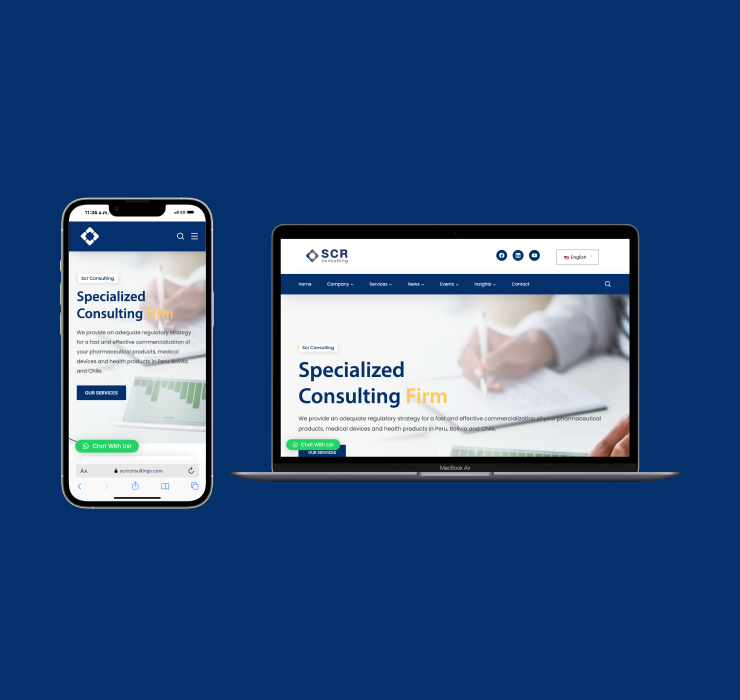 11:36 a.m.
5G
Scr Consulting
Specialized
Consulting Firm
We provide an adequate regulatory strategy
for a fast and effective commercialization of
your pharmaceutical products, medical
devices and health products in Peru, Bolivia
and Chile.
OUR SERVICES
Chat With Us!
AA
scrconsultings.com
SCR
consulting
English
Home Company Services News Events Insights Contact
Scr Consulting
Specialized
Consulting Firm
We provide an adequate regulatory strategy for a fast and effective commercialization of your pharmaceutical
products, medical devices and health products in Peru, Bolivia and Chile.
Chat With Us!
OUR SERVICES
MacBook Air